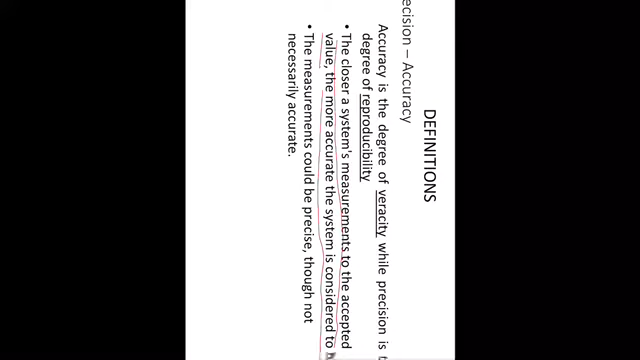 DEFINITIONS
ecision – Accuracy
Accuracy is the degree of veracity while precision is t
degree of reproducibility
• The closer a system's measurements to the accepted
value, the more accurate the system is considered to
• The measurements could be precise, though not
necessarily accurate.